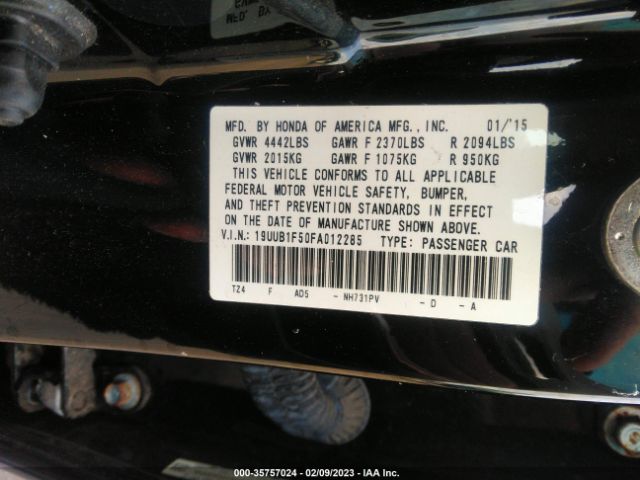 MFD. BY HONDA OF AMERICA MFG., INC. 01/'15
GVWR 4442LBS GAWR F 2370LBS R 2094LBS
GVWR 2015KG GAWR F 1075KG R 950KG
THIS VEHICLE CONFORMS TO ALL APPLICABLE
FEDERAL MOTOR VEHICLE SAFETY, BUMPER,
AND THEFT PREVENTION STANDARDS IN EFFECT
ON THE DATE OF MANUFACTURE SHOWN ABOVE.
V.I.N.: 19UUB1F50FA012285 TYPE: PASSENGER CAR
TZ4 F AD5 - NH731PV - D - A
000-35757024 - 02/09/2023 - IAA Inc.